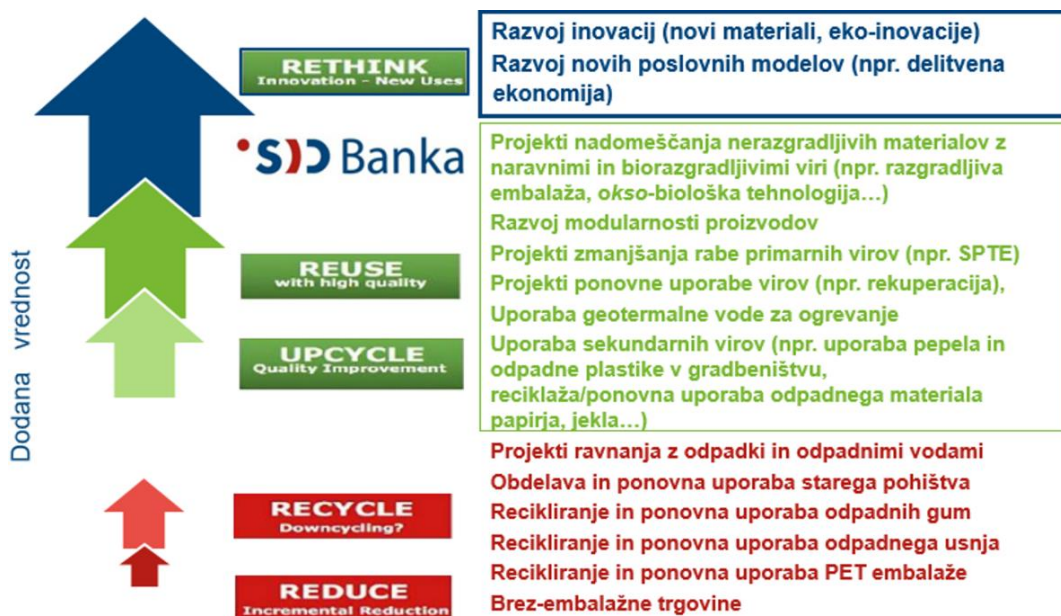 Dodana vrednost
RETHINK
Innovation – New Uses
SID Banka
REUSE
with high quality
UPCYCLE
Quality Improvement
RECYCLE
Downcycling?
REDUCE
Incremental Reduction
Razvoj inovacij (novi materiali, eko-inovacije)
Razvoj novih poslovnih modelov (npr. delitvena
ekonomija)
Projekti nadomeščanja nerazgradljivih materialov z
naravnimi in biorazgradljivimi viri (npr. razgradljiva
embalaža, okso-biološka tehnologija…)
Razvoj modularnosti proizvodov
Projekti zmanjšanja rabe primarnih virov (npr. SPTE)
Projekti ponovne uporabe virov (npr. rekuperacija),
Uporaba geotermalne vode za ogrevanje
Uporaba sekundarnih virov (npr. uporaba pepela in
odpadne plastike v gradbeništvu,
reciklaža/ponovna uporaba odpadnega materiala
papirja, jekla…)
Projekti ravnanja z odpadki in odpadnimi vodami
Obdelava in ponovna uporaba starega pohištva
Recikliranje in ponovna uporaba odpadnih gum
Recikliranje in ponovna uporaba odpadnega usnja
Recikliranje in ponovna uporaba PET embalaže
Brez-embalažne trgovine